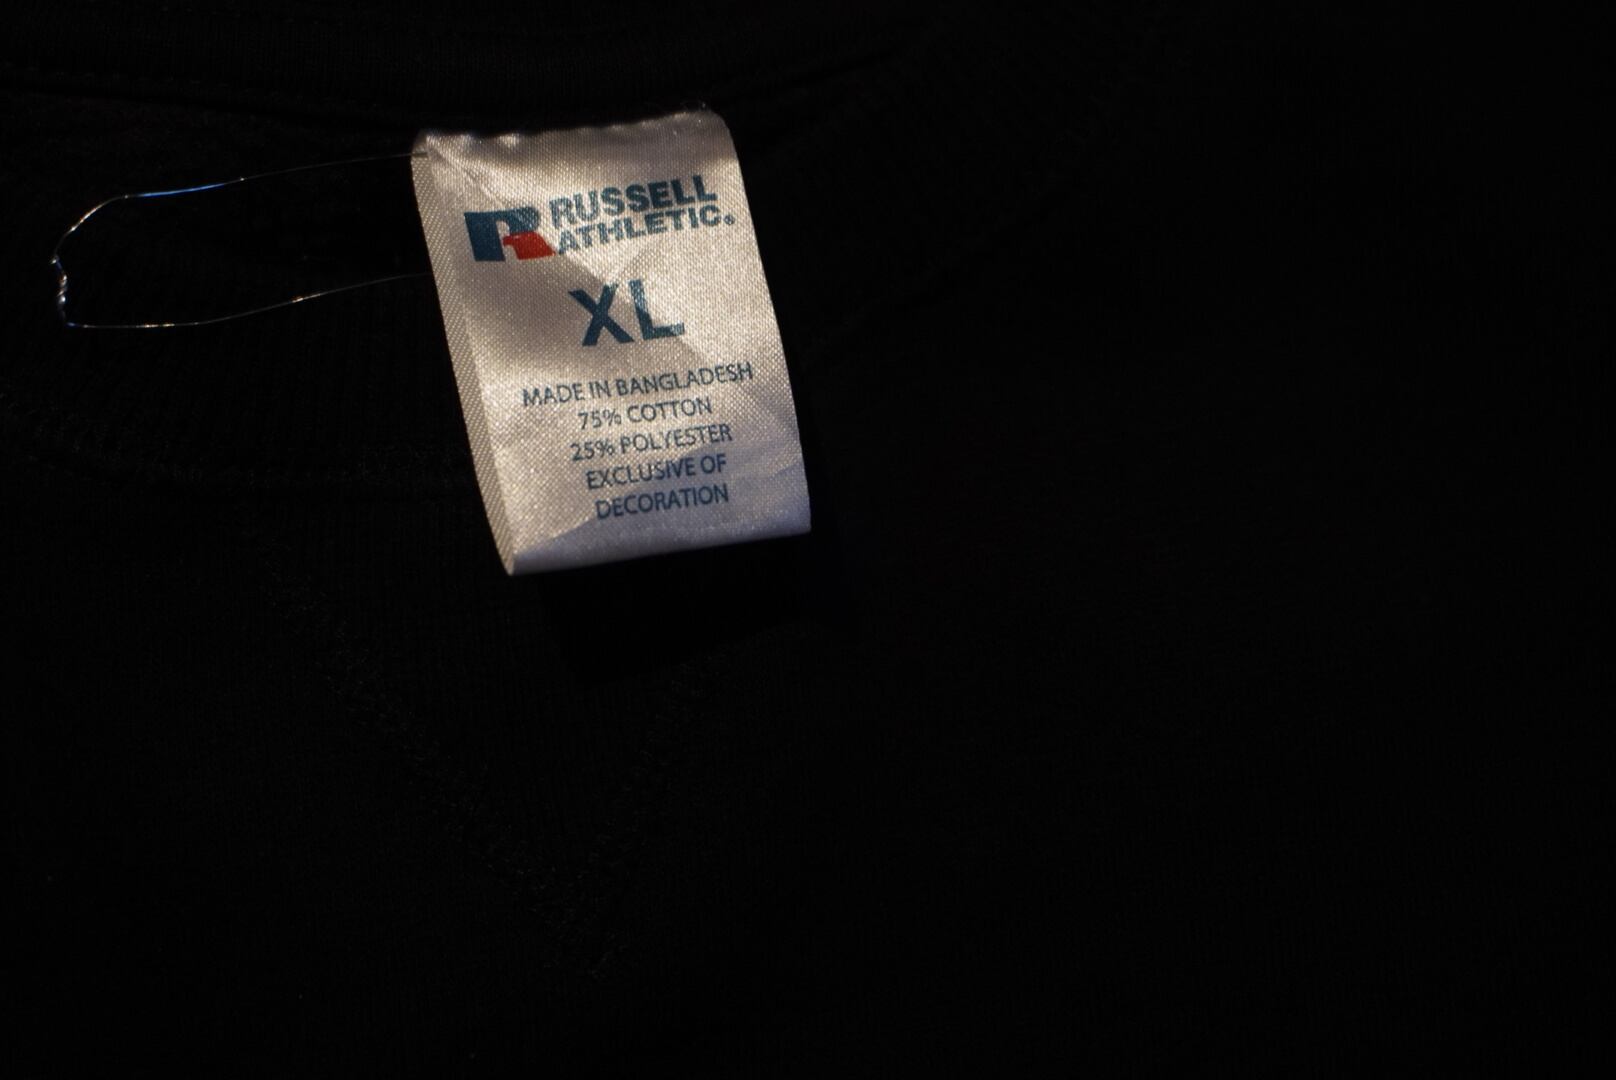 RUSSELL
ATHLETIC®
XL
MADE IN BANGLADESH
75% COTTON
25% POLYESTER
EXCLUSIVE OF
DECORATION